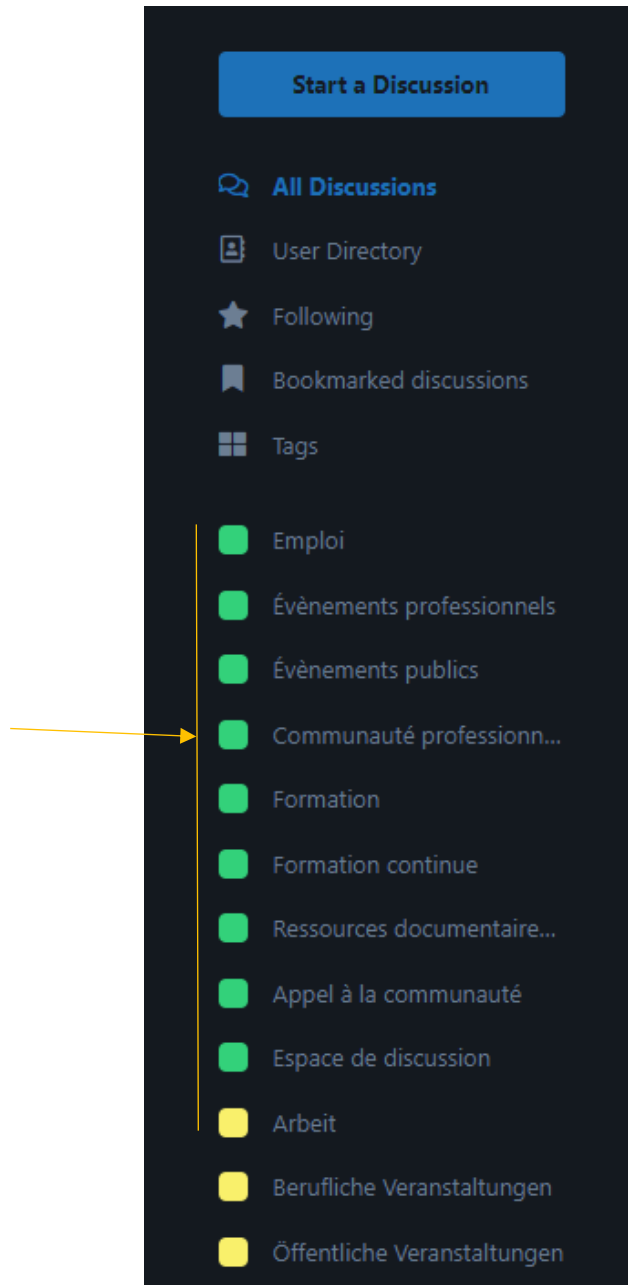 Start a Discussion
All Discussions
User Directory
Following
Bookmarked discussions
Tags
Emploi
Évènements professionnels
Évènements publics
Communauté professionn...
Formation
Formation continue
Ressources documentaire...
Appel à la communauté
Espace de discussion
Arbeit
Berufliche Veranstaltungen
Öffentliche Veranstaltungen